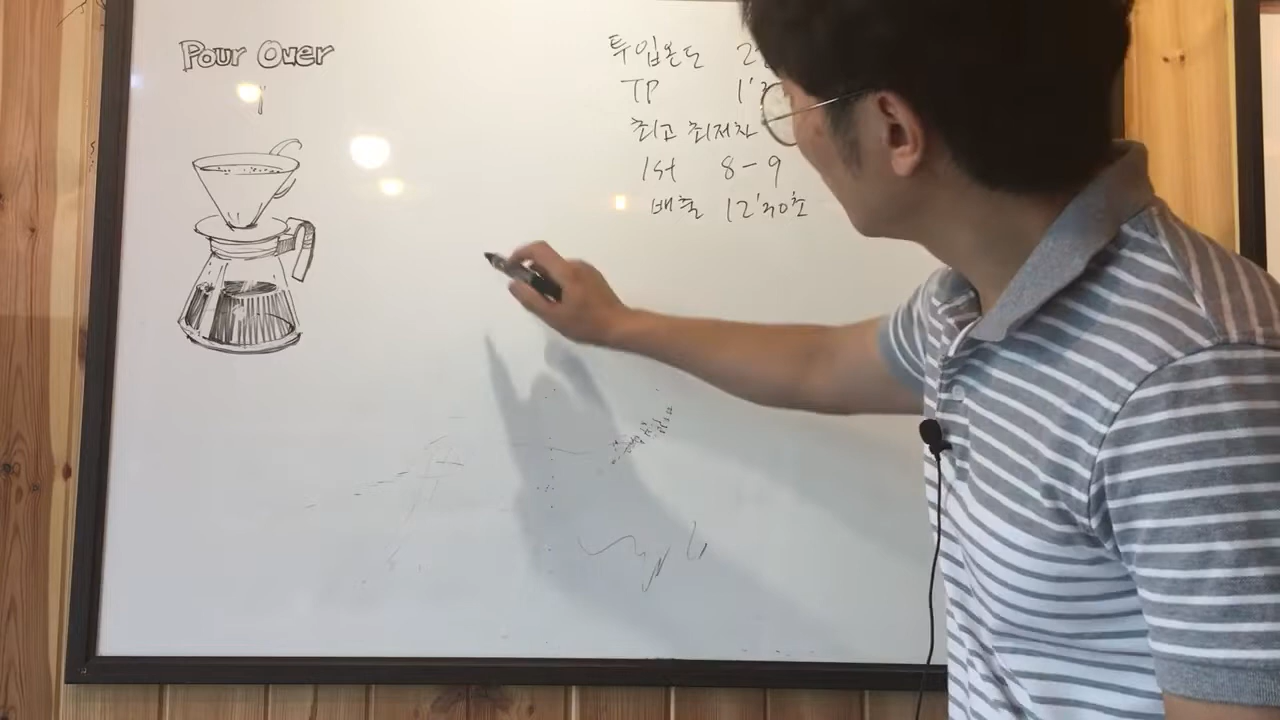 Pour Over
투입온도
TP
최고 최저차
1st 8-9
배출 12'30초